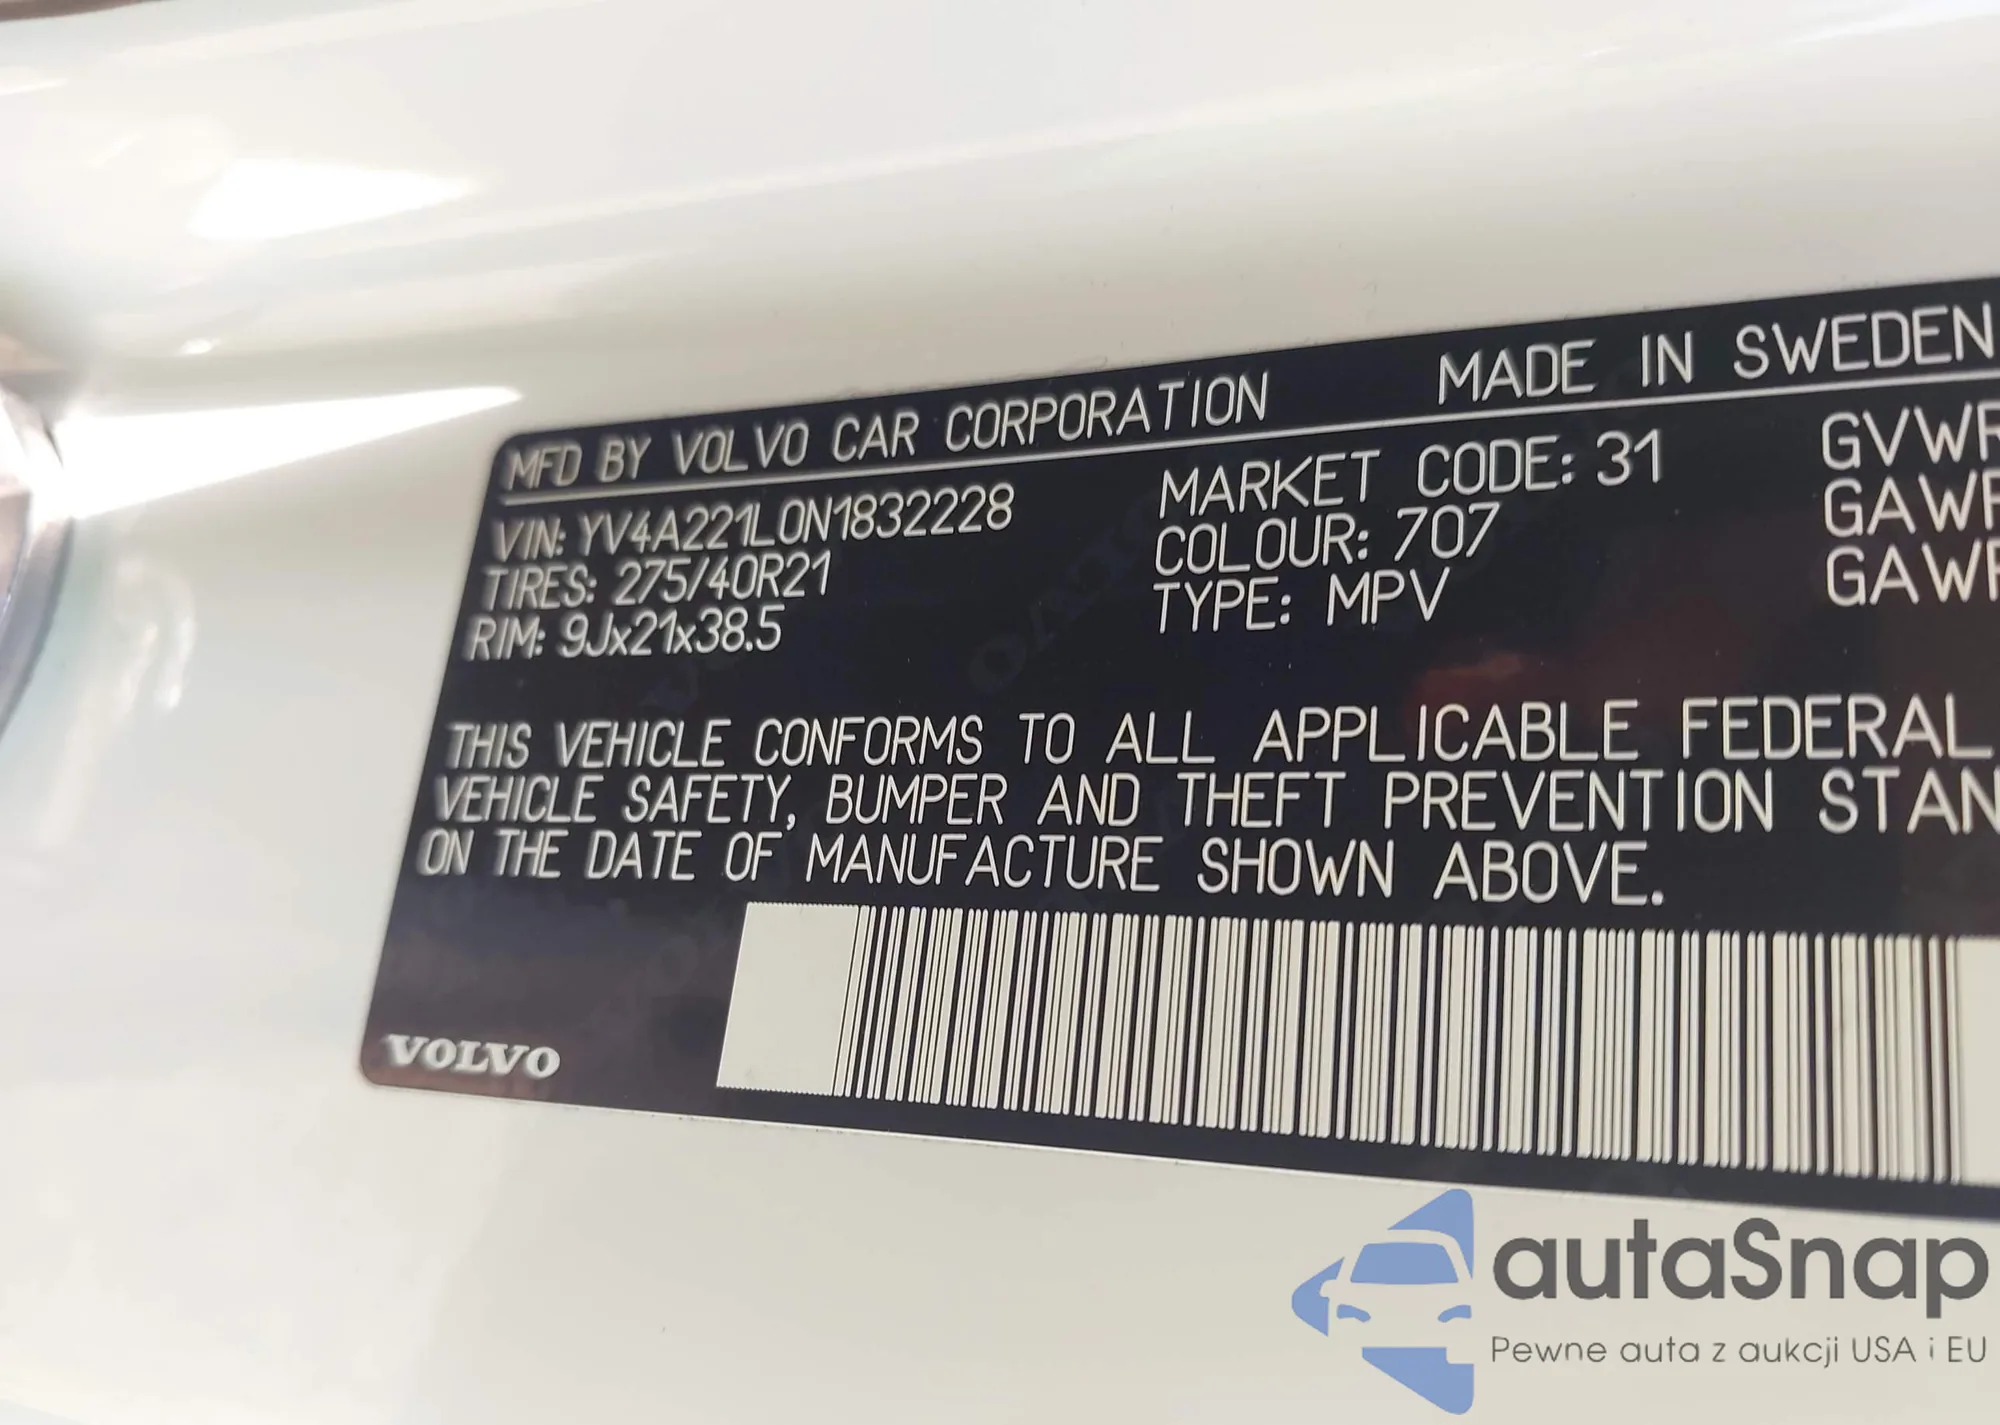 MFD BY VOLVO CAR CORPORATION MADE IN SWEDEN
VIN: YV4A221L0N1832228 MARKET CODE: 31 GVWR
TIRES: 275/40R21 COLOUR: 707 GAWR
RIM: 9Jx21x38.5 TYPE: MPV GAWR
THIS VEHICLE CONFORMS TO ALL APPLICABLE FEDERAL
VEHICLE SAFETY, BUMPER AND THEFT PREVENTION STAN
ON THE DATE OF MANUFACTURE SHOWN ABOVE.
VOLVO
autaSnap
Pewne auta z aukcji USA i EU